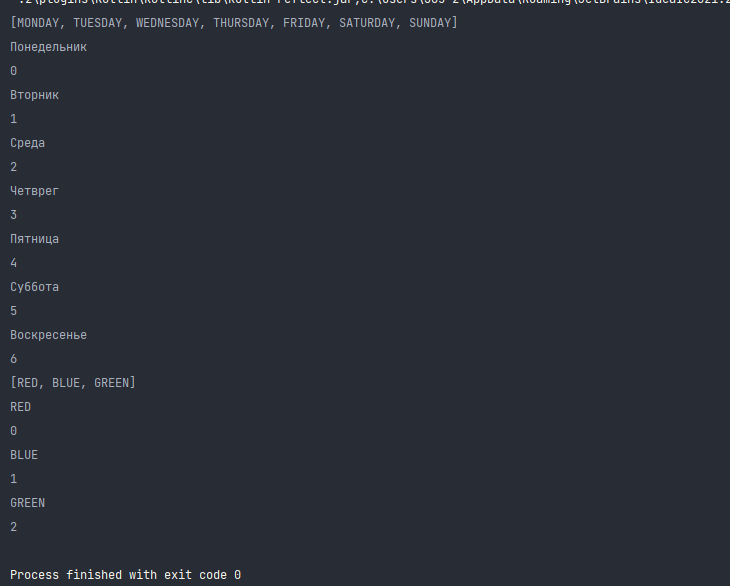 [MONDAY, TUESDAY, WEDNESDAY, THURSDAY, FRIDAY, SATURDAY, SUNDAY]
Понедельник
0
Вторник
1
Среда
2
Четврег
3
Пятница
4
Суббота
5
Воскресенье
6
[RED, BLUE, GREEN]
RED
0
BLUE
1
GREEN
2
Process finished with exit code 0